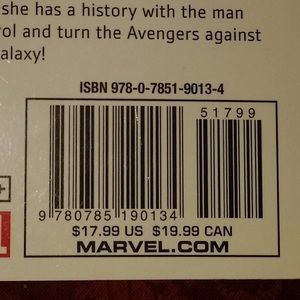 she has a history with the man
rol and turn the Avengers against
alaxy!
ISBN 978-0-7851-9013-4
51799
9 780785 190134
$17.99 US $19.99 CAN
MARVEL.COM
+
L